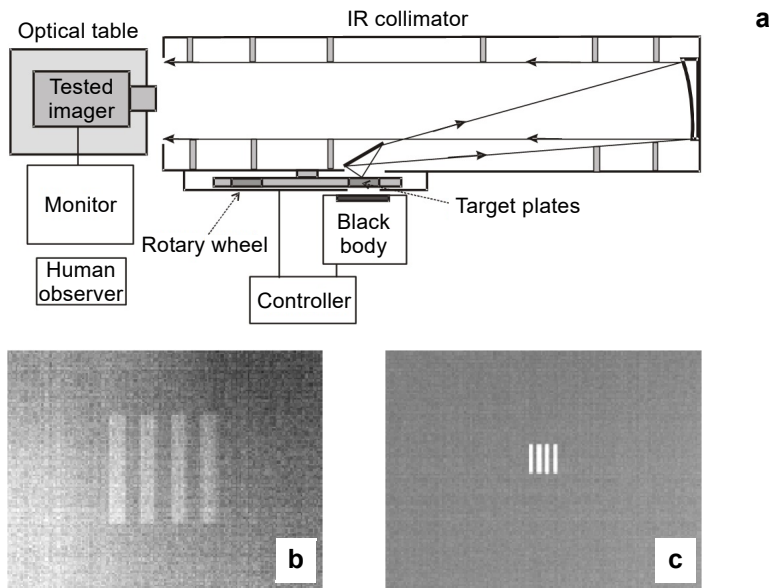 IR collimator
a
Optical table
Tested
imager
Monitor
Target plates
Rotary wheel
Black
body
Human
observer
Controller
b
c